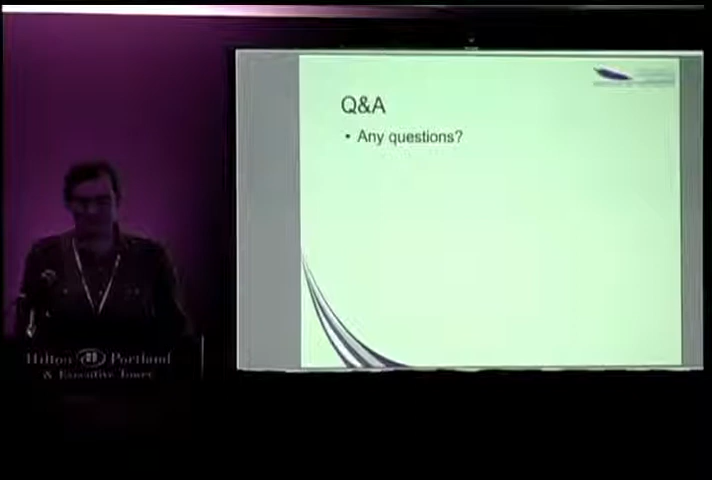 Q&A
• Any questions?
Hilton Portland
& Executive Tower